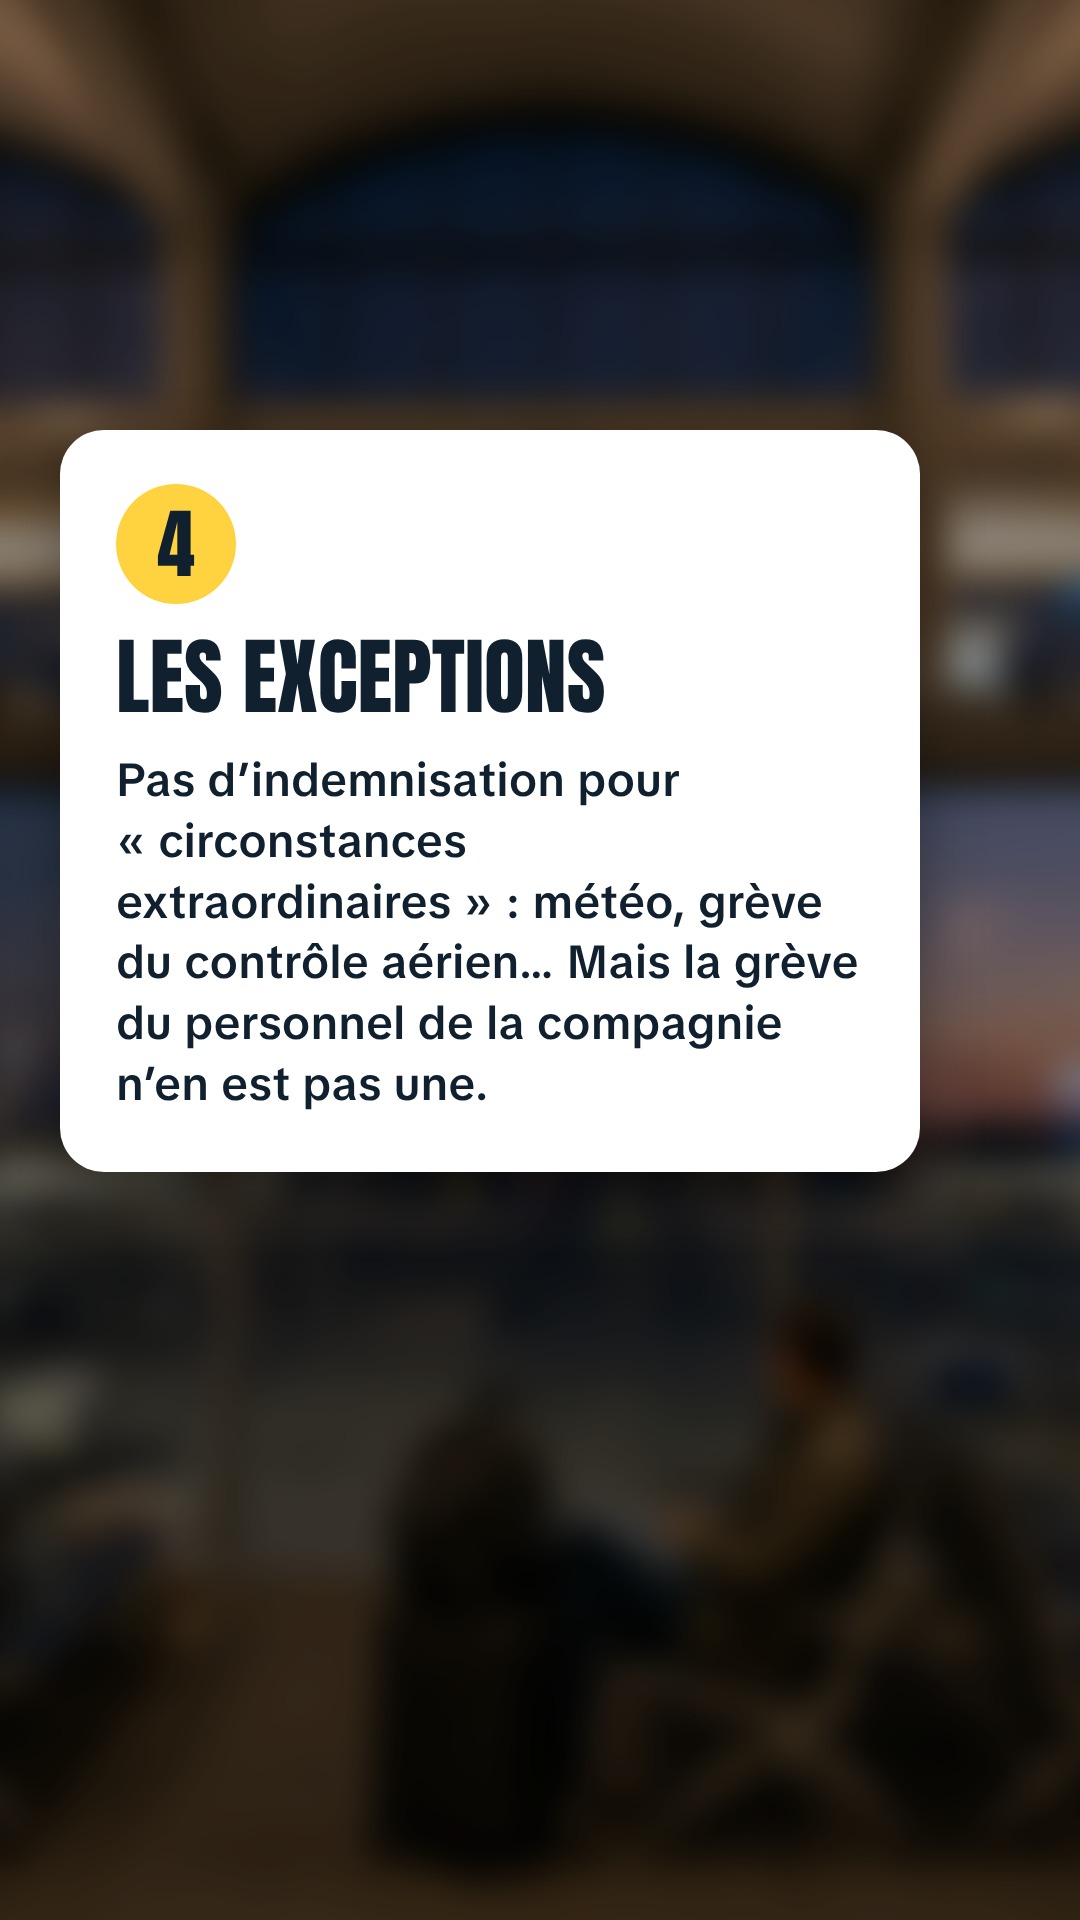 4
LES EXCEPTIONS
Pas d’indemnisation pour
« circonstances
extraordinaires » : météo, grève
du contrôle aérien… Mais la grève
du personnel de la compagnie
n’en est pas une.